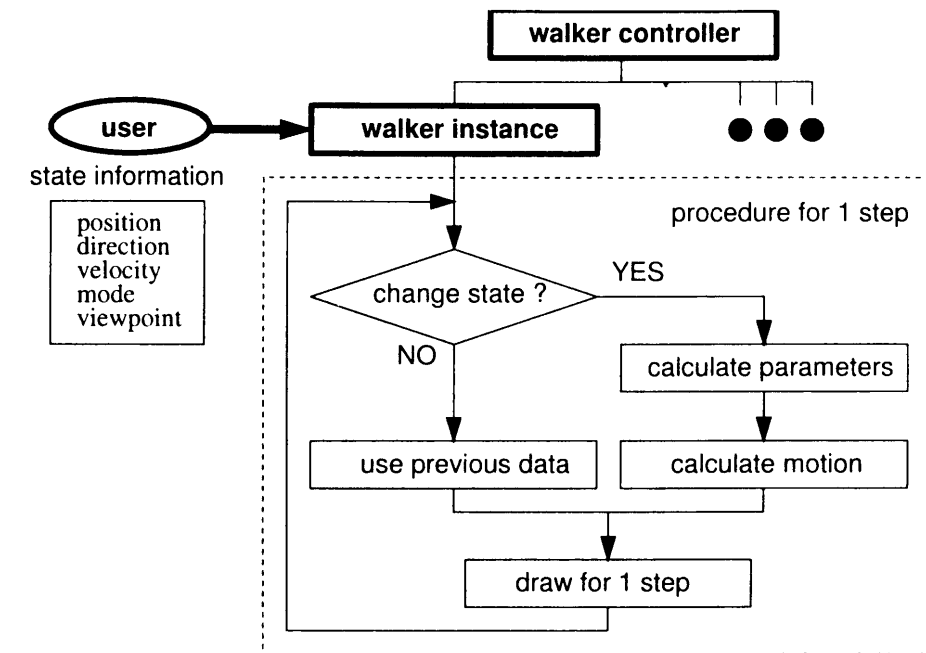 walker controller
user
walker instance
state information
position
direction
velocity
mode
viewpoint
procedure for 1 step
change state ?
YES
NO
calculate parameters
use previous data
calculate motion
draw for 1 step